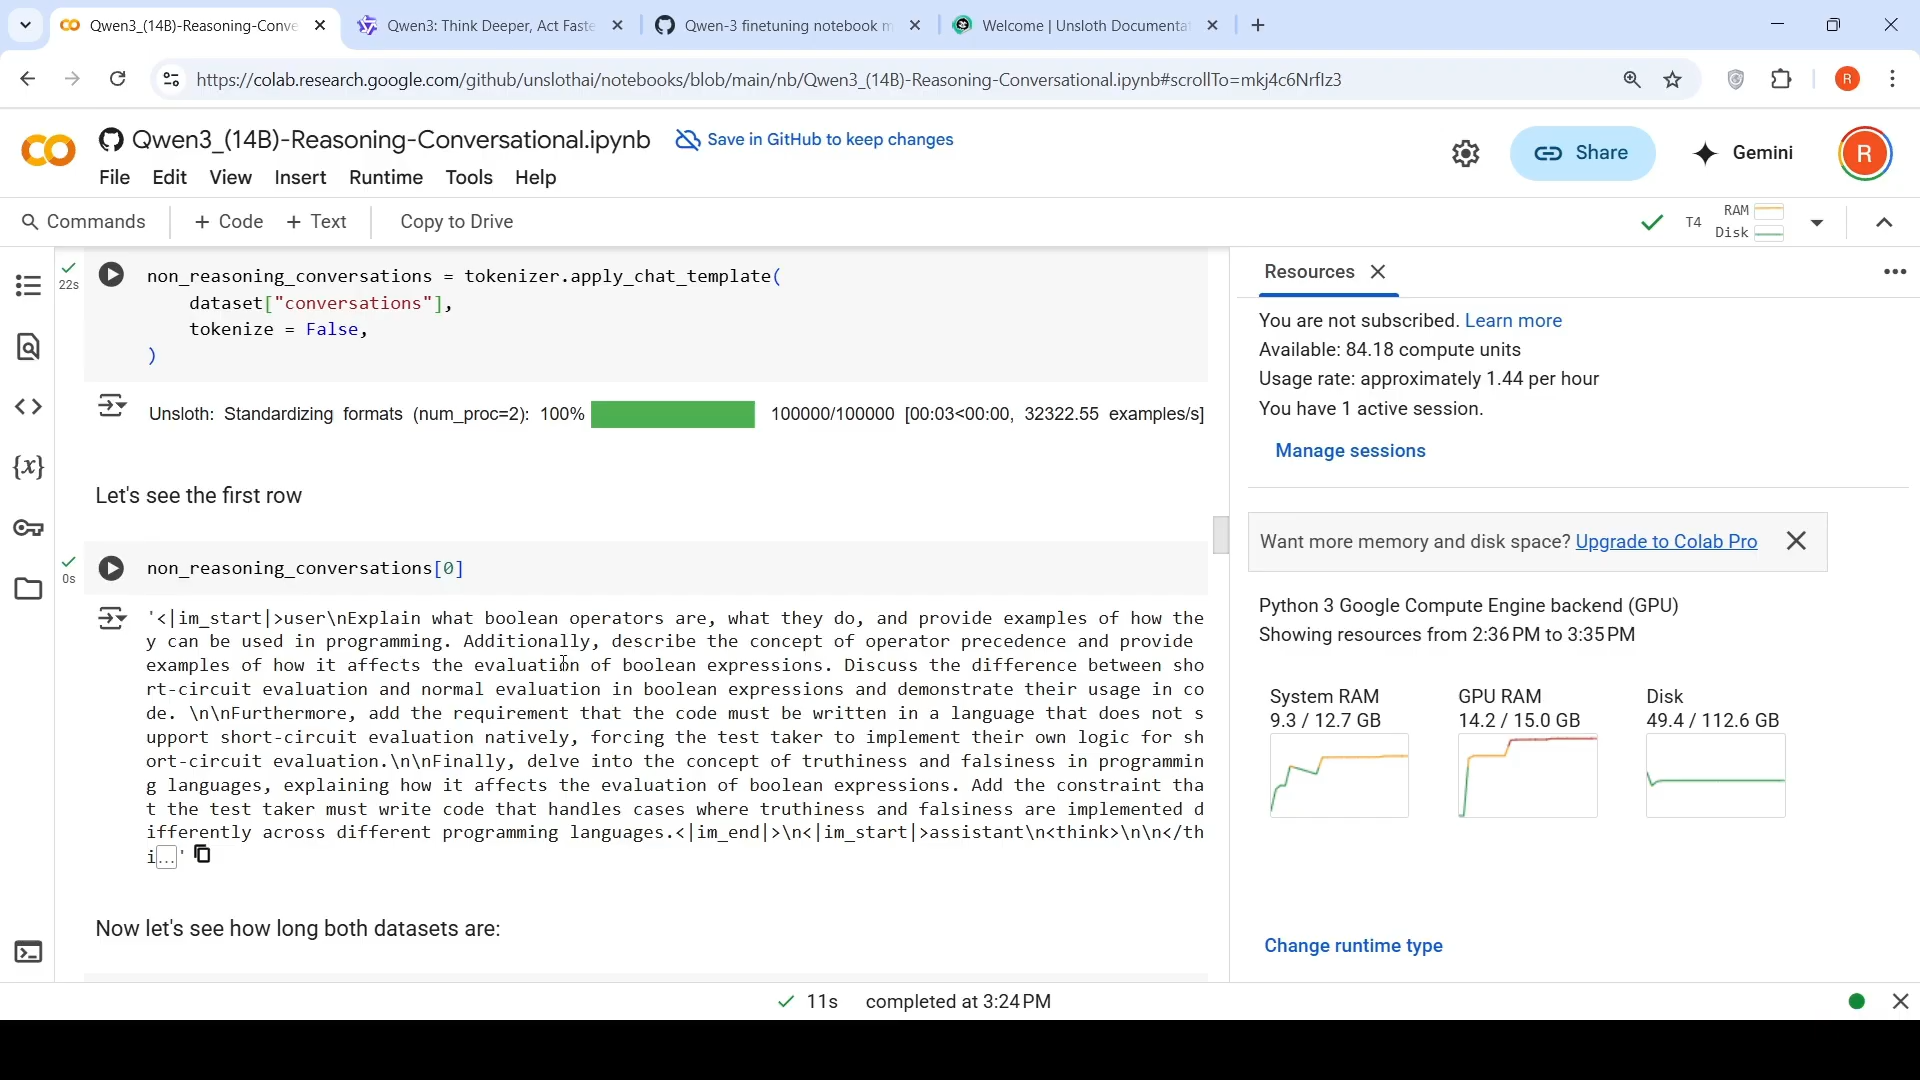 Qwen3_(14B)-Reasoning-Conve
Qwen3: Think Deeper, Act Faste
Qwen-3 finetuning notebook m
Welcome | Unsloth Documentat
https://colab.research.google.com/github/unslothai/notebooks/blob/main/nb/Qwen3_(14B)-Reasoning-Conversational.ipynb#scrollTo=mkj4c6NrfIz3
R
Qwen3_(14B)-Reasoning-Conversational.ipynb
Save in GitHub to keep changes
File Edit View Insert Runtime Tools Help
Share
Gemini
R
Commands
+ Code
+ Text
Copy to Drive
T4
RAM
Disk
22s
non_reasoning_conversations = tokenizer.apply_chat_template(
dataset["conversations"],
tokenize = False,
)
Unsloth: Standardizing formats (num_proc=2): 100% 100000/100000 [00:03<00:00, 32322.55 examples/s]
Let's see the first row
0s
non_reasoning_conversations[0]
'<|im_start|>user\nExplain what boolean operators are, what they do, and provide examples of how the
y can be used in programming. Additionally, describe the concept of operator precedence and provide
examples of how it affects the evaluation of boolean expressions. Discuss the difference between sho
rt-circuit evaluation and normal evaluation in boolean expressions and demonstrate their usage in co
de. \n\nFurthermore, add the requirement that the code must be written in a language that does not s
upport short-circuit evaluation natively, forcing the test taker to implement their own logic for sh
ort-circuit evaluation.\n\nFinally, delve into the concept of truthiness and falsiness in programmin
g languages, explaining how it affects the evaluation of boolean expressions. Add the constraint tha
t the test taker must write code that handles cases where truthiness and falsiness are implemented d
ifferently across different programming languages.<|im_end|>\n<|im_start|>assistant\n<think>\n\n</th
i...'
Now let's see how long both datasets are:
Resources
You are not subscribed. Learn more
Available: 84.18 compute units
Usage rate: approximately 1.44 per hour
You have 1 active session.
Manage sessions
Want more memory and disk space? Upgrade to Colab Pro
Python 3 Google Compute Engine backend (GPU)
Showing resources from 2:36 PM to 3:35 PM
System RAM
9.3 / 12.7 GB
GPU RAM
14.2 / 15.0 GB
Disk
49.4 / 112.6 GB
Change runtime type
11s completed at 3:24 PM